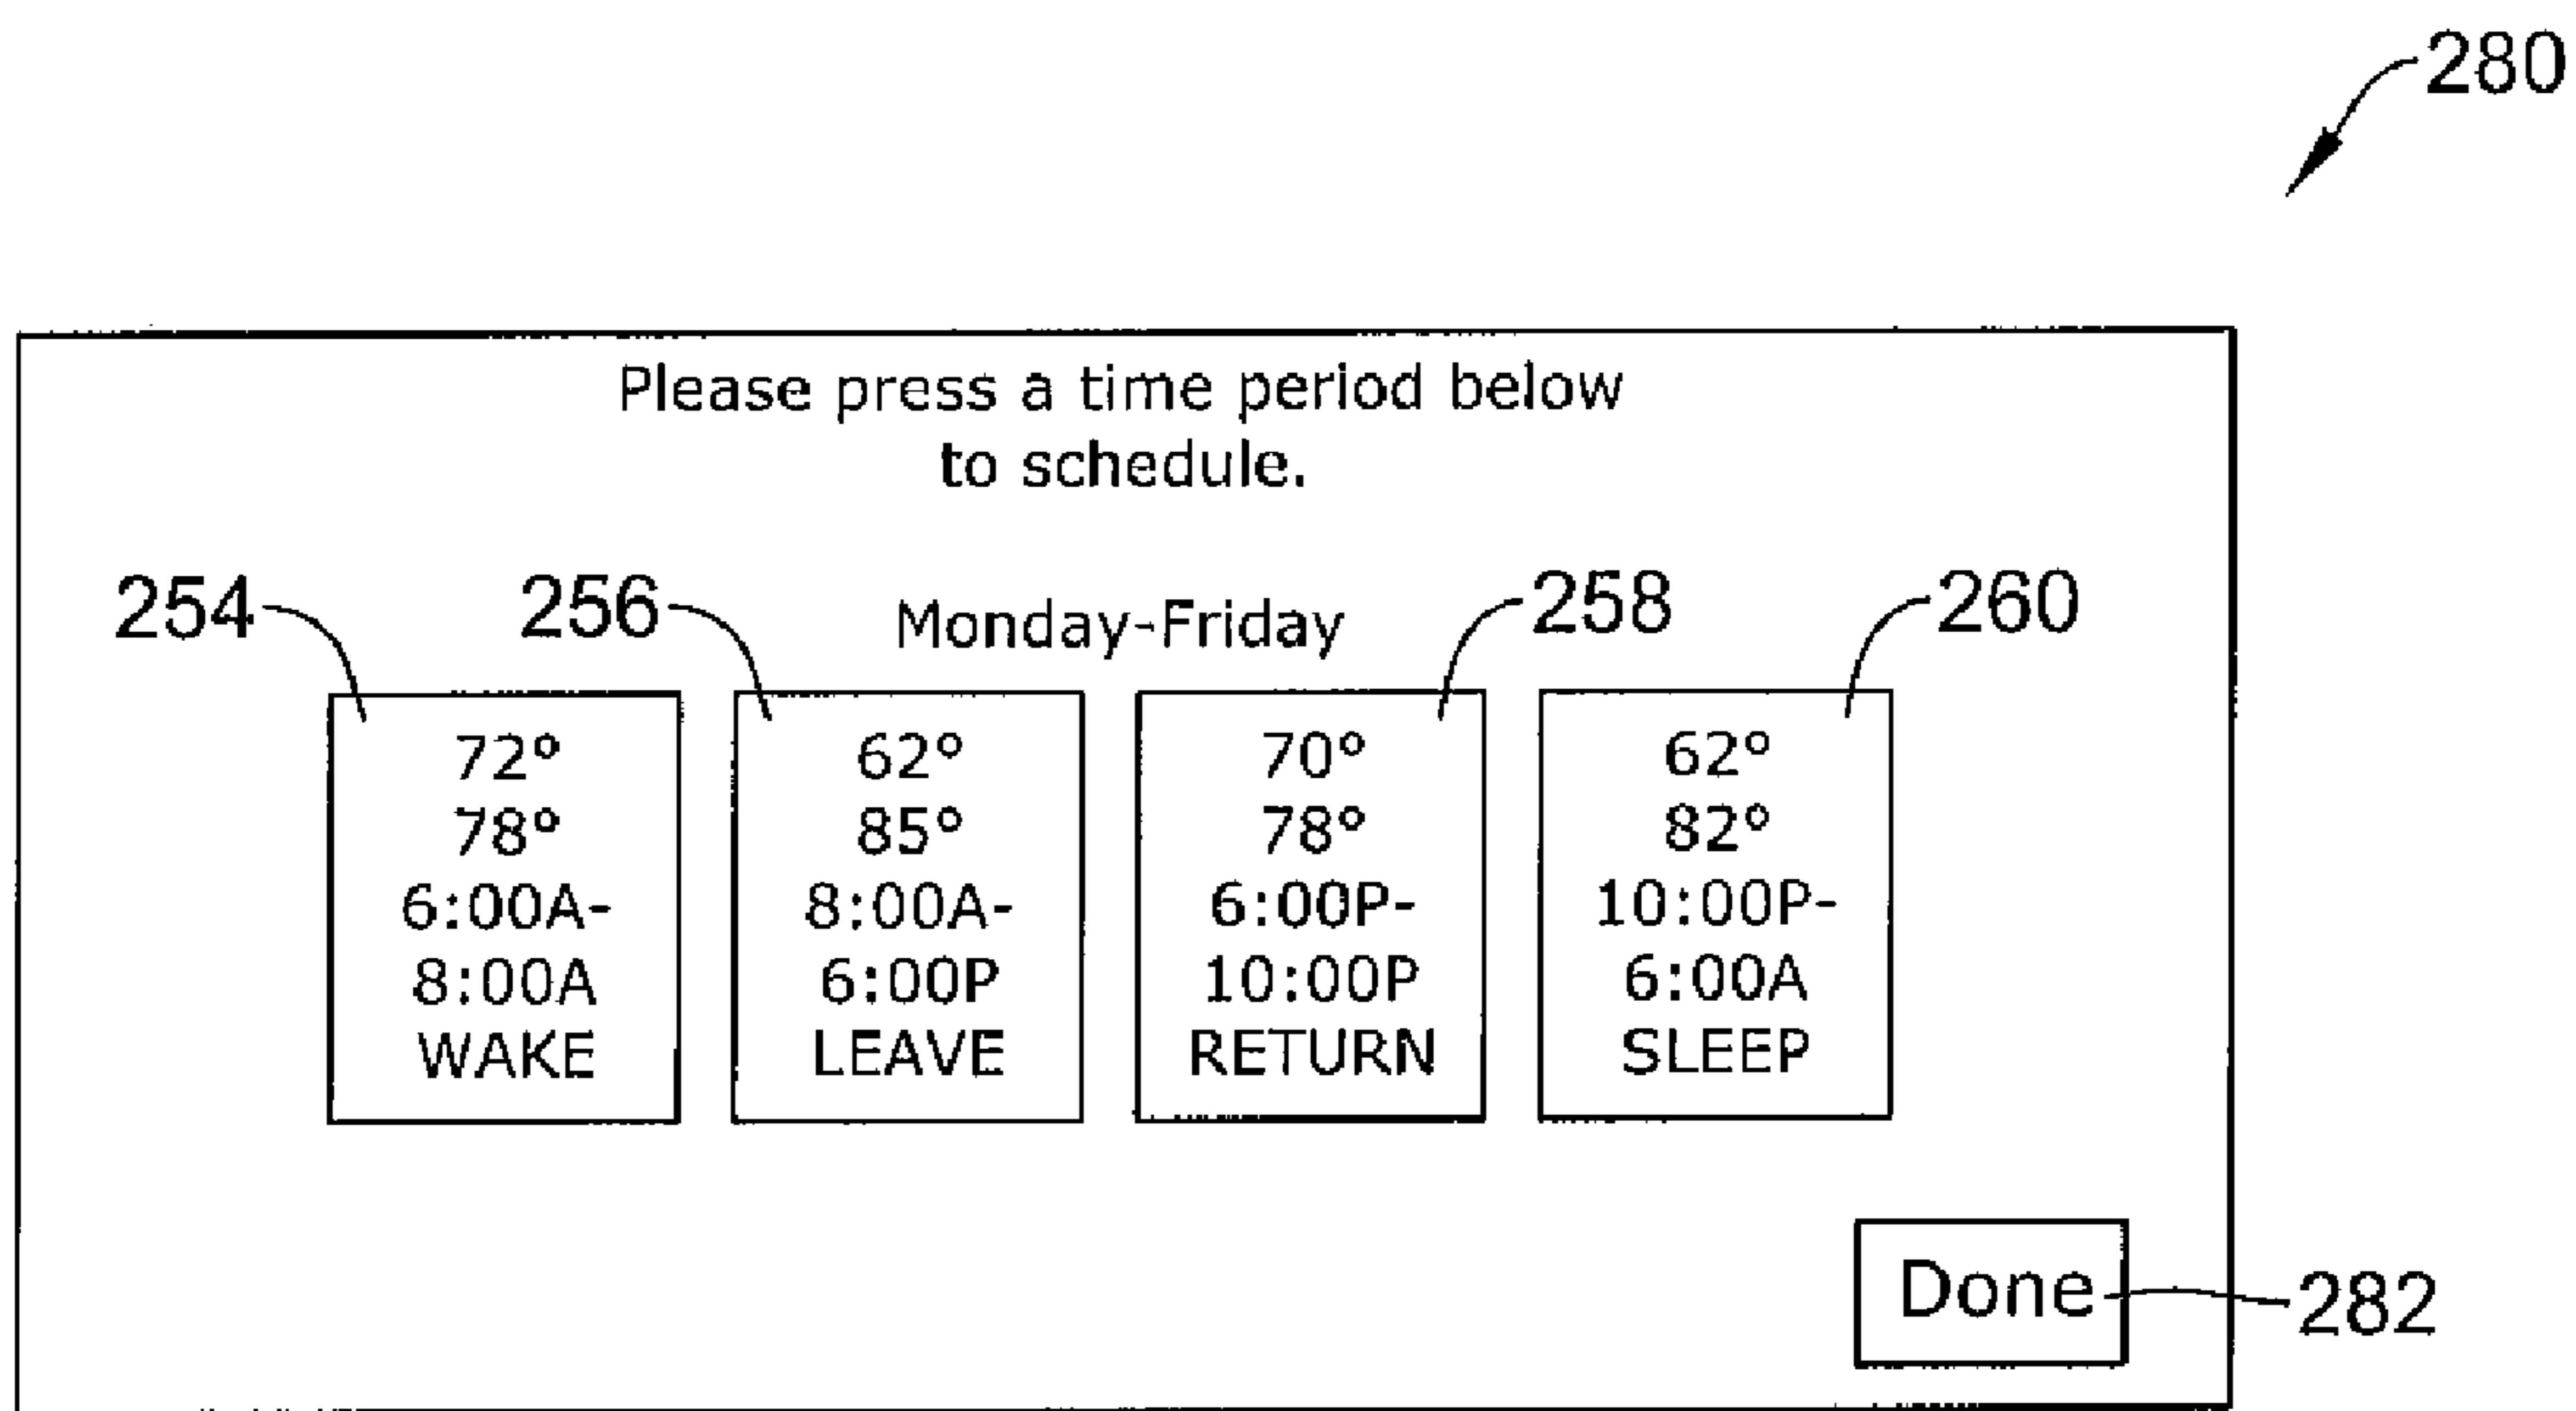 280
Please press a time period below
to schedule.
254
256
Monday-Friday
258
260
72°
78°
6:00A-
8:00A
WAKE
62°
85°
8:00A-
6:00P
LEAVE
70°
78°
6:00P-
10:00P
RETURN
62°
82°
10:00P-
6:00A
SLEEP
Done
282